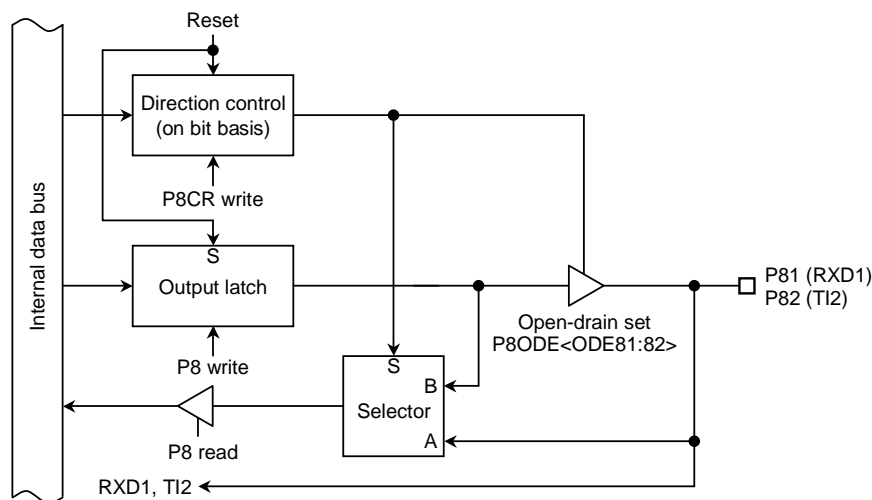 Reset
Direction control
(on bit basis)
P8CR write
Internal data bus
S
Output latch
P8 write
P81 (RXD1)
P82 (TI2)
Open-drain set
P8ODE<ODE81:82>
S
B
Selector
A
P8 read
RXD1, TI2